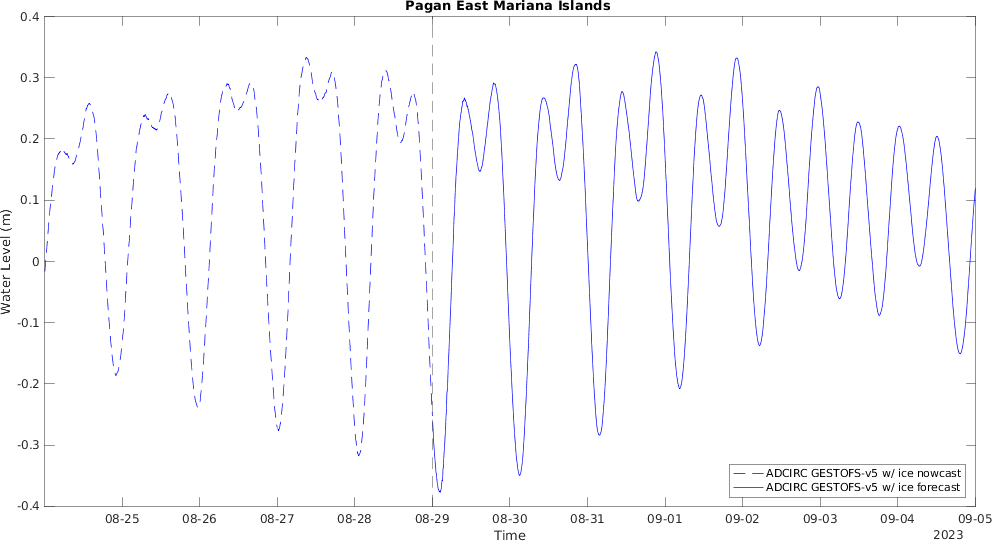 Pagan East Mariana Islands
Water Level (m)
0.4
0.3
0.2
0.1
0
-0.1
-0.2
-0.3
-0.4
08-25 08-26 08-27 08-28 08-29 08-30 08-31 09-01 09-02 09-03 09-04 09-05
Time
2023
ADCIRC GESTOFS-v5 w/ ice nowcast
ADCIRC GESTOFS-v5 w/ ice forecast